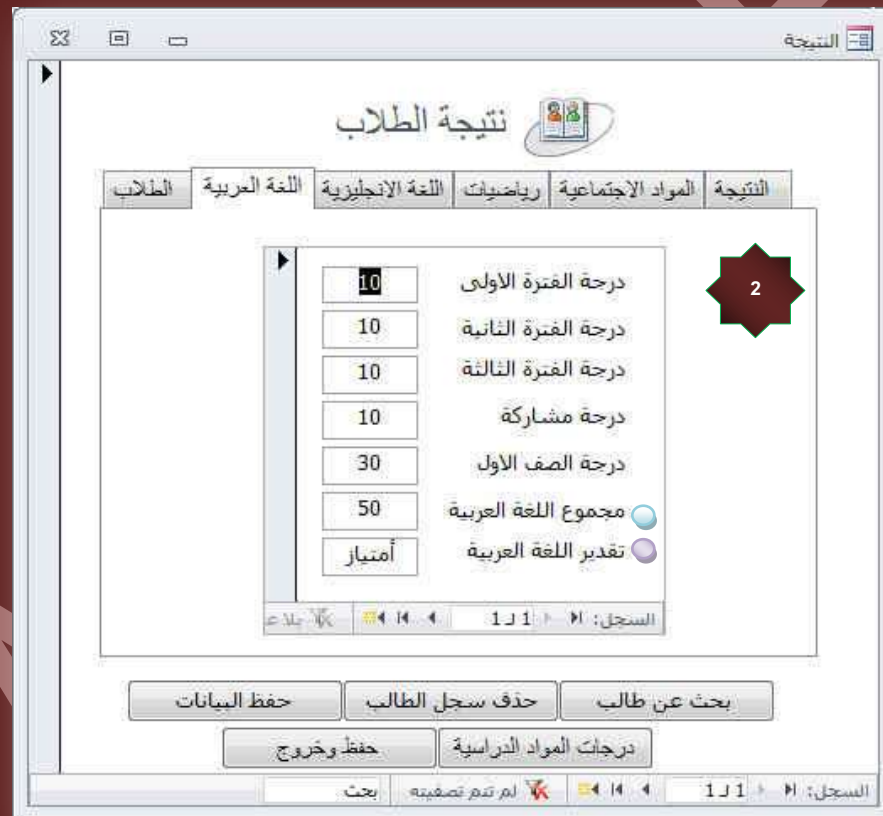 النتيجة
نتيجة الطلاب
النتيجة المواد الاجتماعية رياضيات اللغة الانجليزية اللغة العربية الطلاب
2
درجة الفترة الاولى 10
درجة الفترة الثانية 10
درجة الفترة الثالثة 10
درجة مشاركة 10
درجة الصف الاول 30
مجموع اللغة العربية 50
تقدير اللغة العربية أمتياز
السجل: 1 لـ 1 بلا ع
بحث عن طالب حذف سجل الطالب حفظ البيانات
درجات المواد الدراسية حفظ وخروج
السجل: 1 لـ 1 لم تتم تصفيته بحث